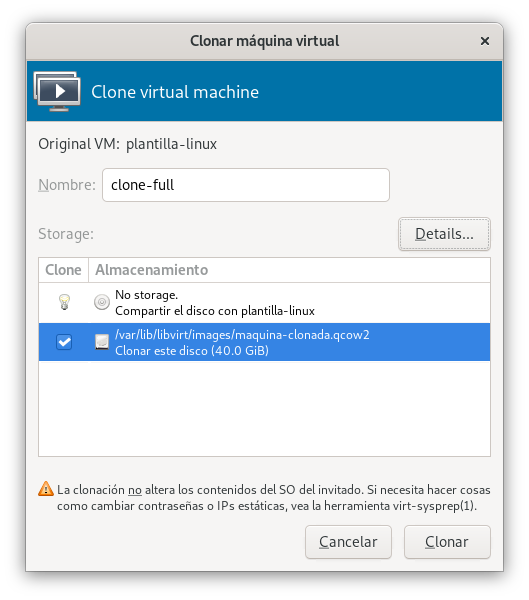 Clonar máquina virtual
Clone virtual machine
Original VM: plantilla-linux
Nombre: clone-full
Storage: Details...
Clone Almacenamiento
No storage.
Compartir el disco con plantilla-linux
/var/lib/libvirt/images/maquina-clonada.qcow2
Clonar este disco (40.0 GiB)
La clonación no altera los contenidos del SO del invitado. Si necesita hacer cosas
como cambiar contraseñas o IPs estáticas, vea la herramienta virt-sysprep(1).
Cancelar Clonar